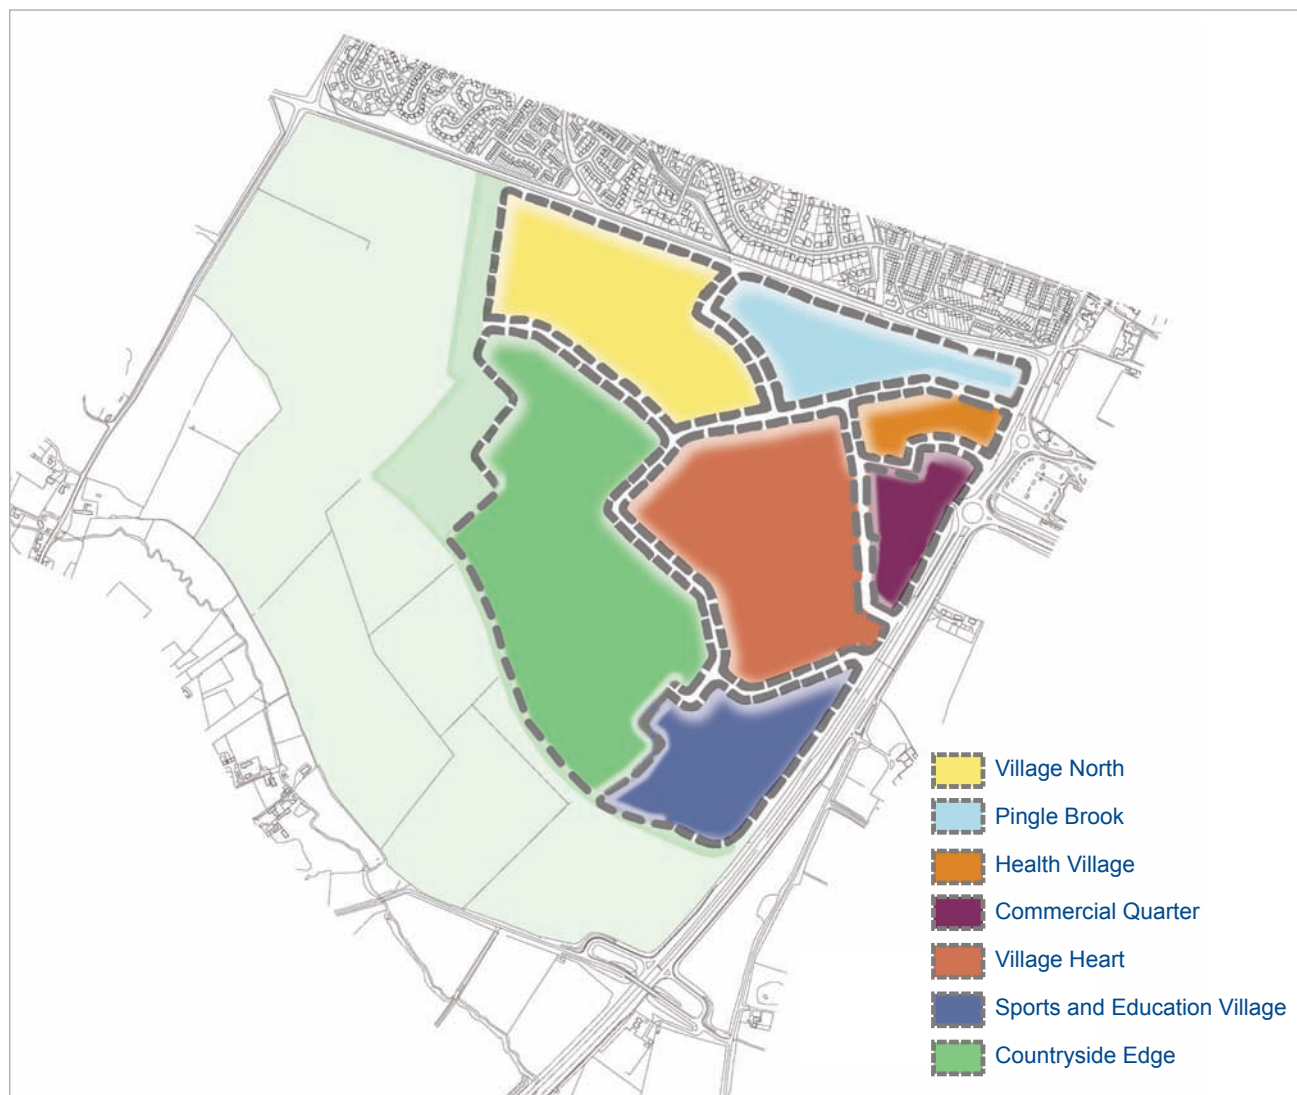 Village North
Pingle Brook
Health Village
Commercial Quarter
Village Heart
Sports and Education Village
Countryside Edge